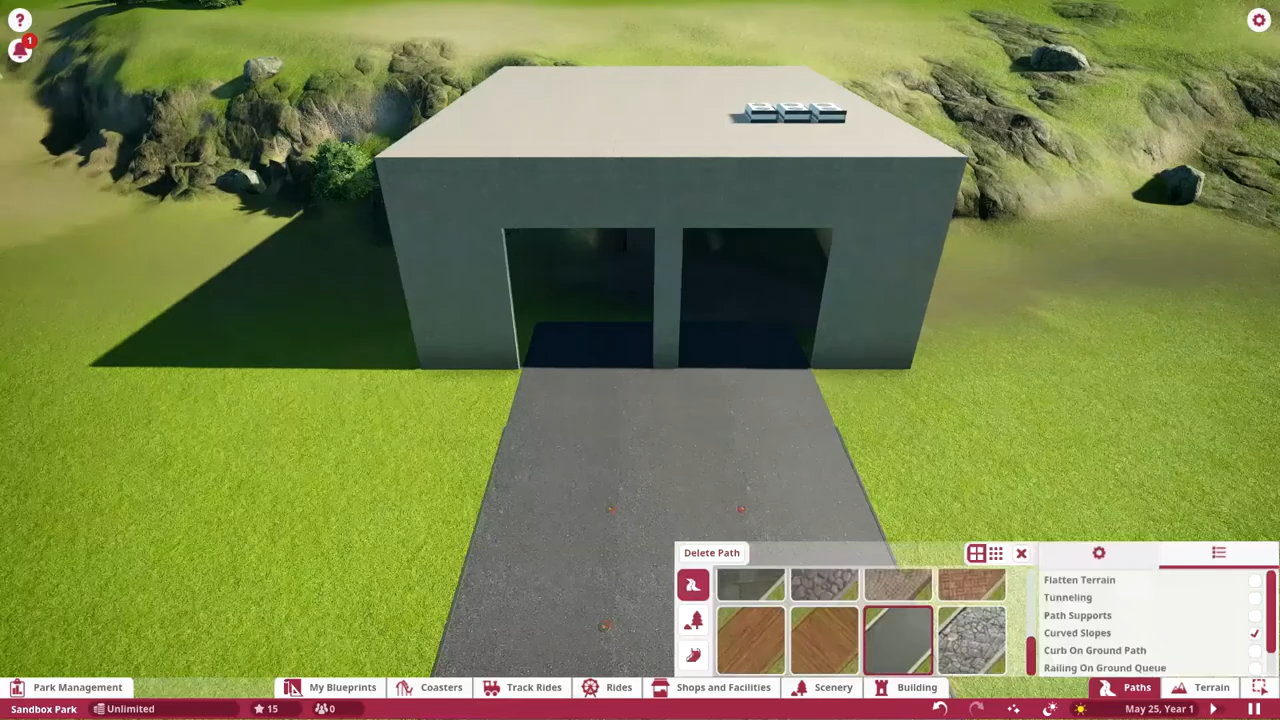 ?
1
Delete Path
Flatten Terrain
Tunneling
Path Supports
Curved Slopes
Curb On Ground Path
Railing On Ground Queue
Park Management
My Blueprints
Coasters
Track Rides
Rides
Shops and Facilities
Scenery
Building
Paths
Terrain
Sandbox Park
Unlimited
15
0
May 25, Year 1